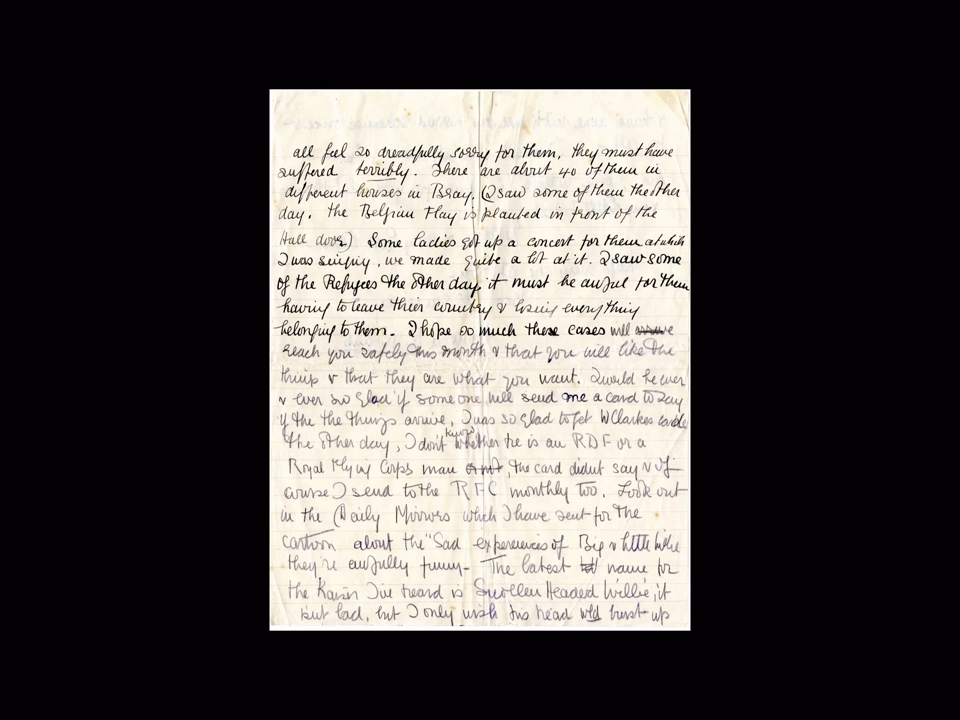 all feel so dreadfully sorry for them, they must have
suffered terribly. There are about 40 of them in
different houses in Bray. (I saw some of them the other
day. the Belgian Flag is planted in front of the
Hall door) Some ladies got up a concert for them at which
I was singing, we made quite a lot at it. I saw some
of the Refugees the other day, it must be awful for them
having to leave thier country & losing everything
belonging to them. I hope so much these cases will arrive
reach you safely this month & that you will like the
things & that they are what you want. I would be ever
& ever so glad if some one will send me a card to say
if the the things arrive, I was so glad to get W Clarkes card
the other day, I don't know whether he is an RDF or a
Royal Flying Corps man or not, the card didnt say & of
course I send to the RFC monthly too. Look out
in the (Daily Mirrors which I have sent for the
cartoon about the "Sad experiences of Big & little Willie
they're awfully funny - The latest name for
the Kaiser I've heard is Swollen Headed Willie, it
isnt bad, but I only wish his head wld burst up